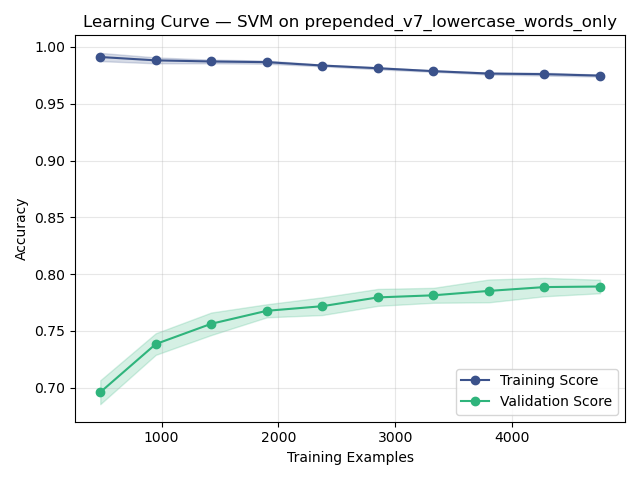 Learning Curve — SVM on prepended_v7_lowercase_words_only
1.00
0.95
0.90
0.85
0.80
0.75
0.70
Accuracy
Training Score
Validation Score
1000 2000 3000 4000
Training Examples